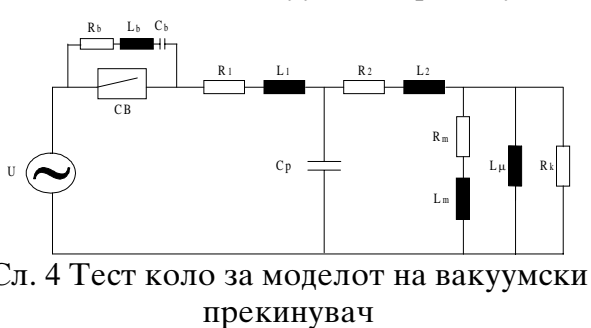 Rb Lb Cb
CB
R1 L1 R2 L2
U
Cp
Rm
Lm
Lμ
Rk
Сл. 4 Тест коло за моделот на вакуумски
прекинувач